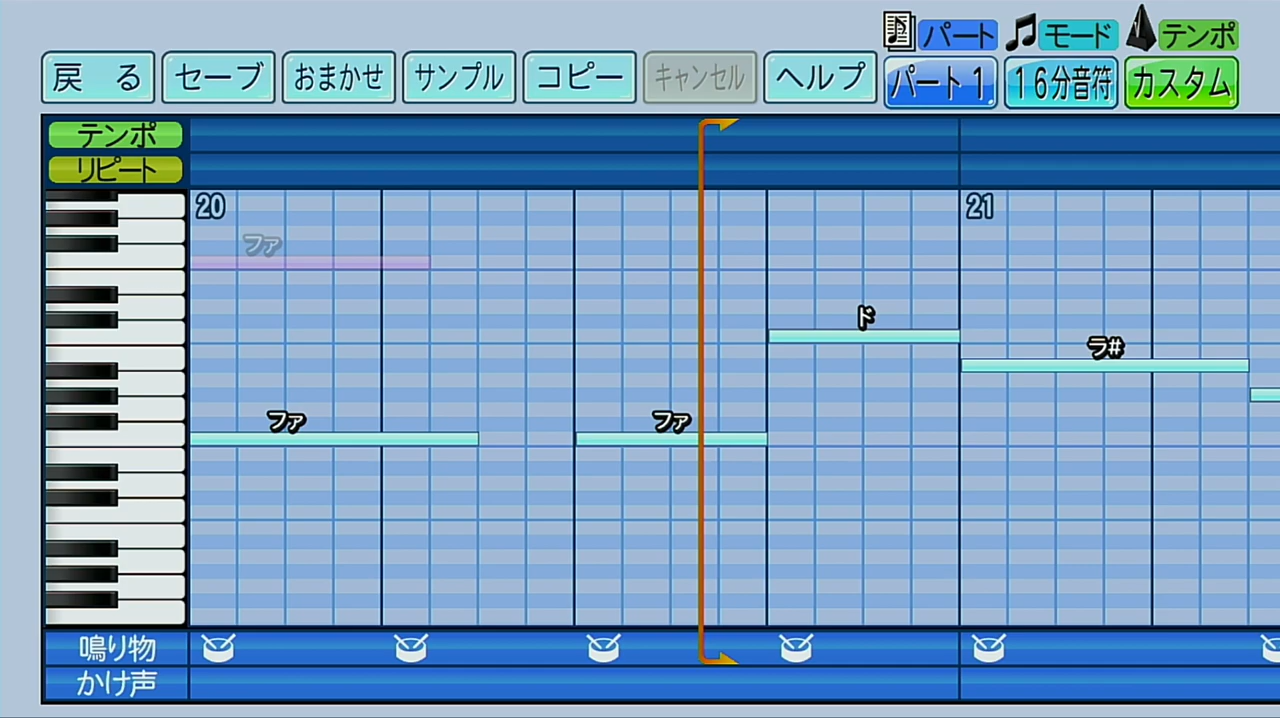 パート モード テンポ
戻る セーブ おまかせ サンプル コピー キャンセル ヘルプ パート1 16分音符 カスタム
テンポ
リピート
20 21
ファ
ド
ラ#
ファ ファ
鳴り物
かけ声